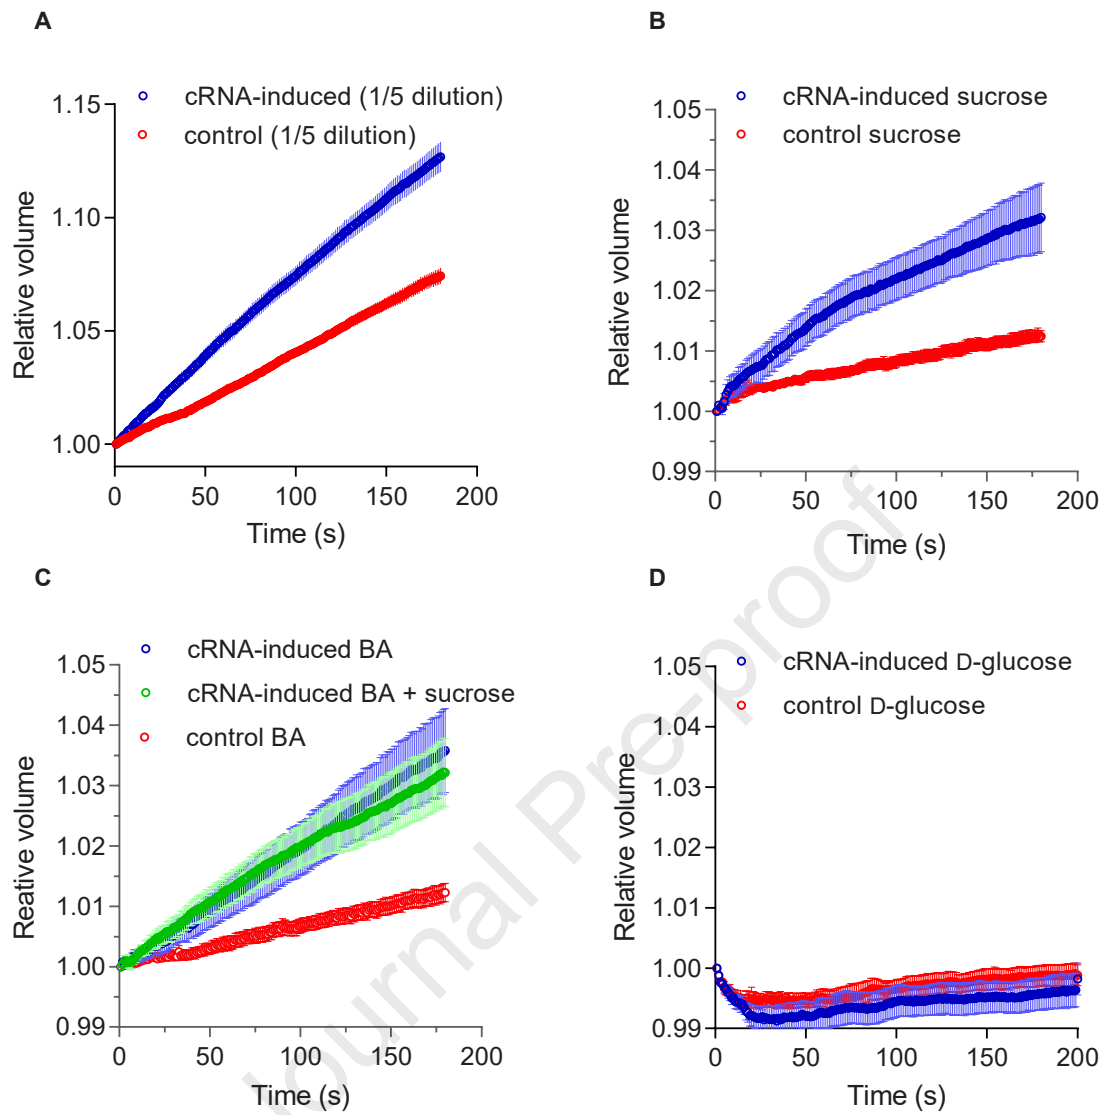 A
cRNA-induced (1/5 dilution)
control (1/5 dilution)
1.15
1.10
1.05
1.00
Relative volume
0
50
100
150
200
Time (s)
B
cRNA-induced sucrose
control sucrose
1.05
1.04
1.03
1.02
1.01
1.00
0.99
Relative volume
0
50
100
150
200
Time (s)
C
cRNA-induced BA
cRNA-induced BA + sucrose
control BA
1.05
1.04
1.03
1.02
1.01
1.00
0.99
Reative volume
0
50
100
150
200
Time (s)
D
cRNA-induced D-glucose
control D-glucose
1.05
1.04
1.03
1.02
1.01
1.00
0.99
Relative volume
0
50
100
150
200
Time (s)
Journal Pre-proof